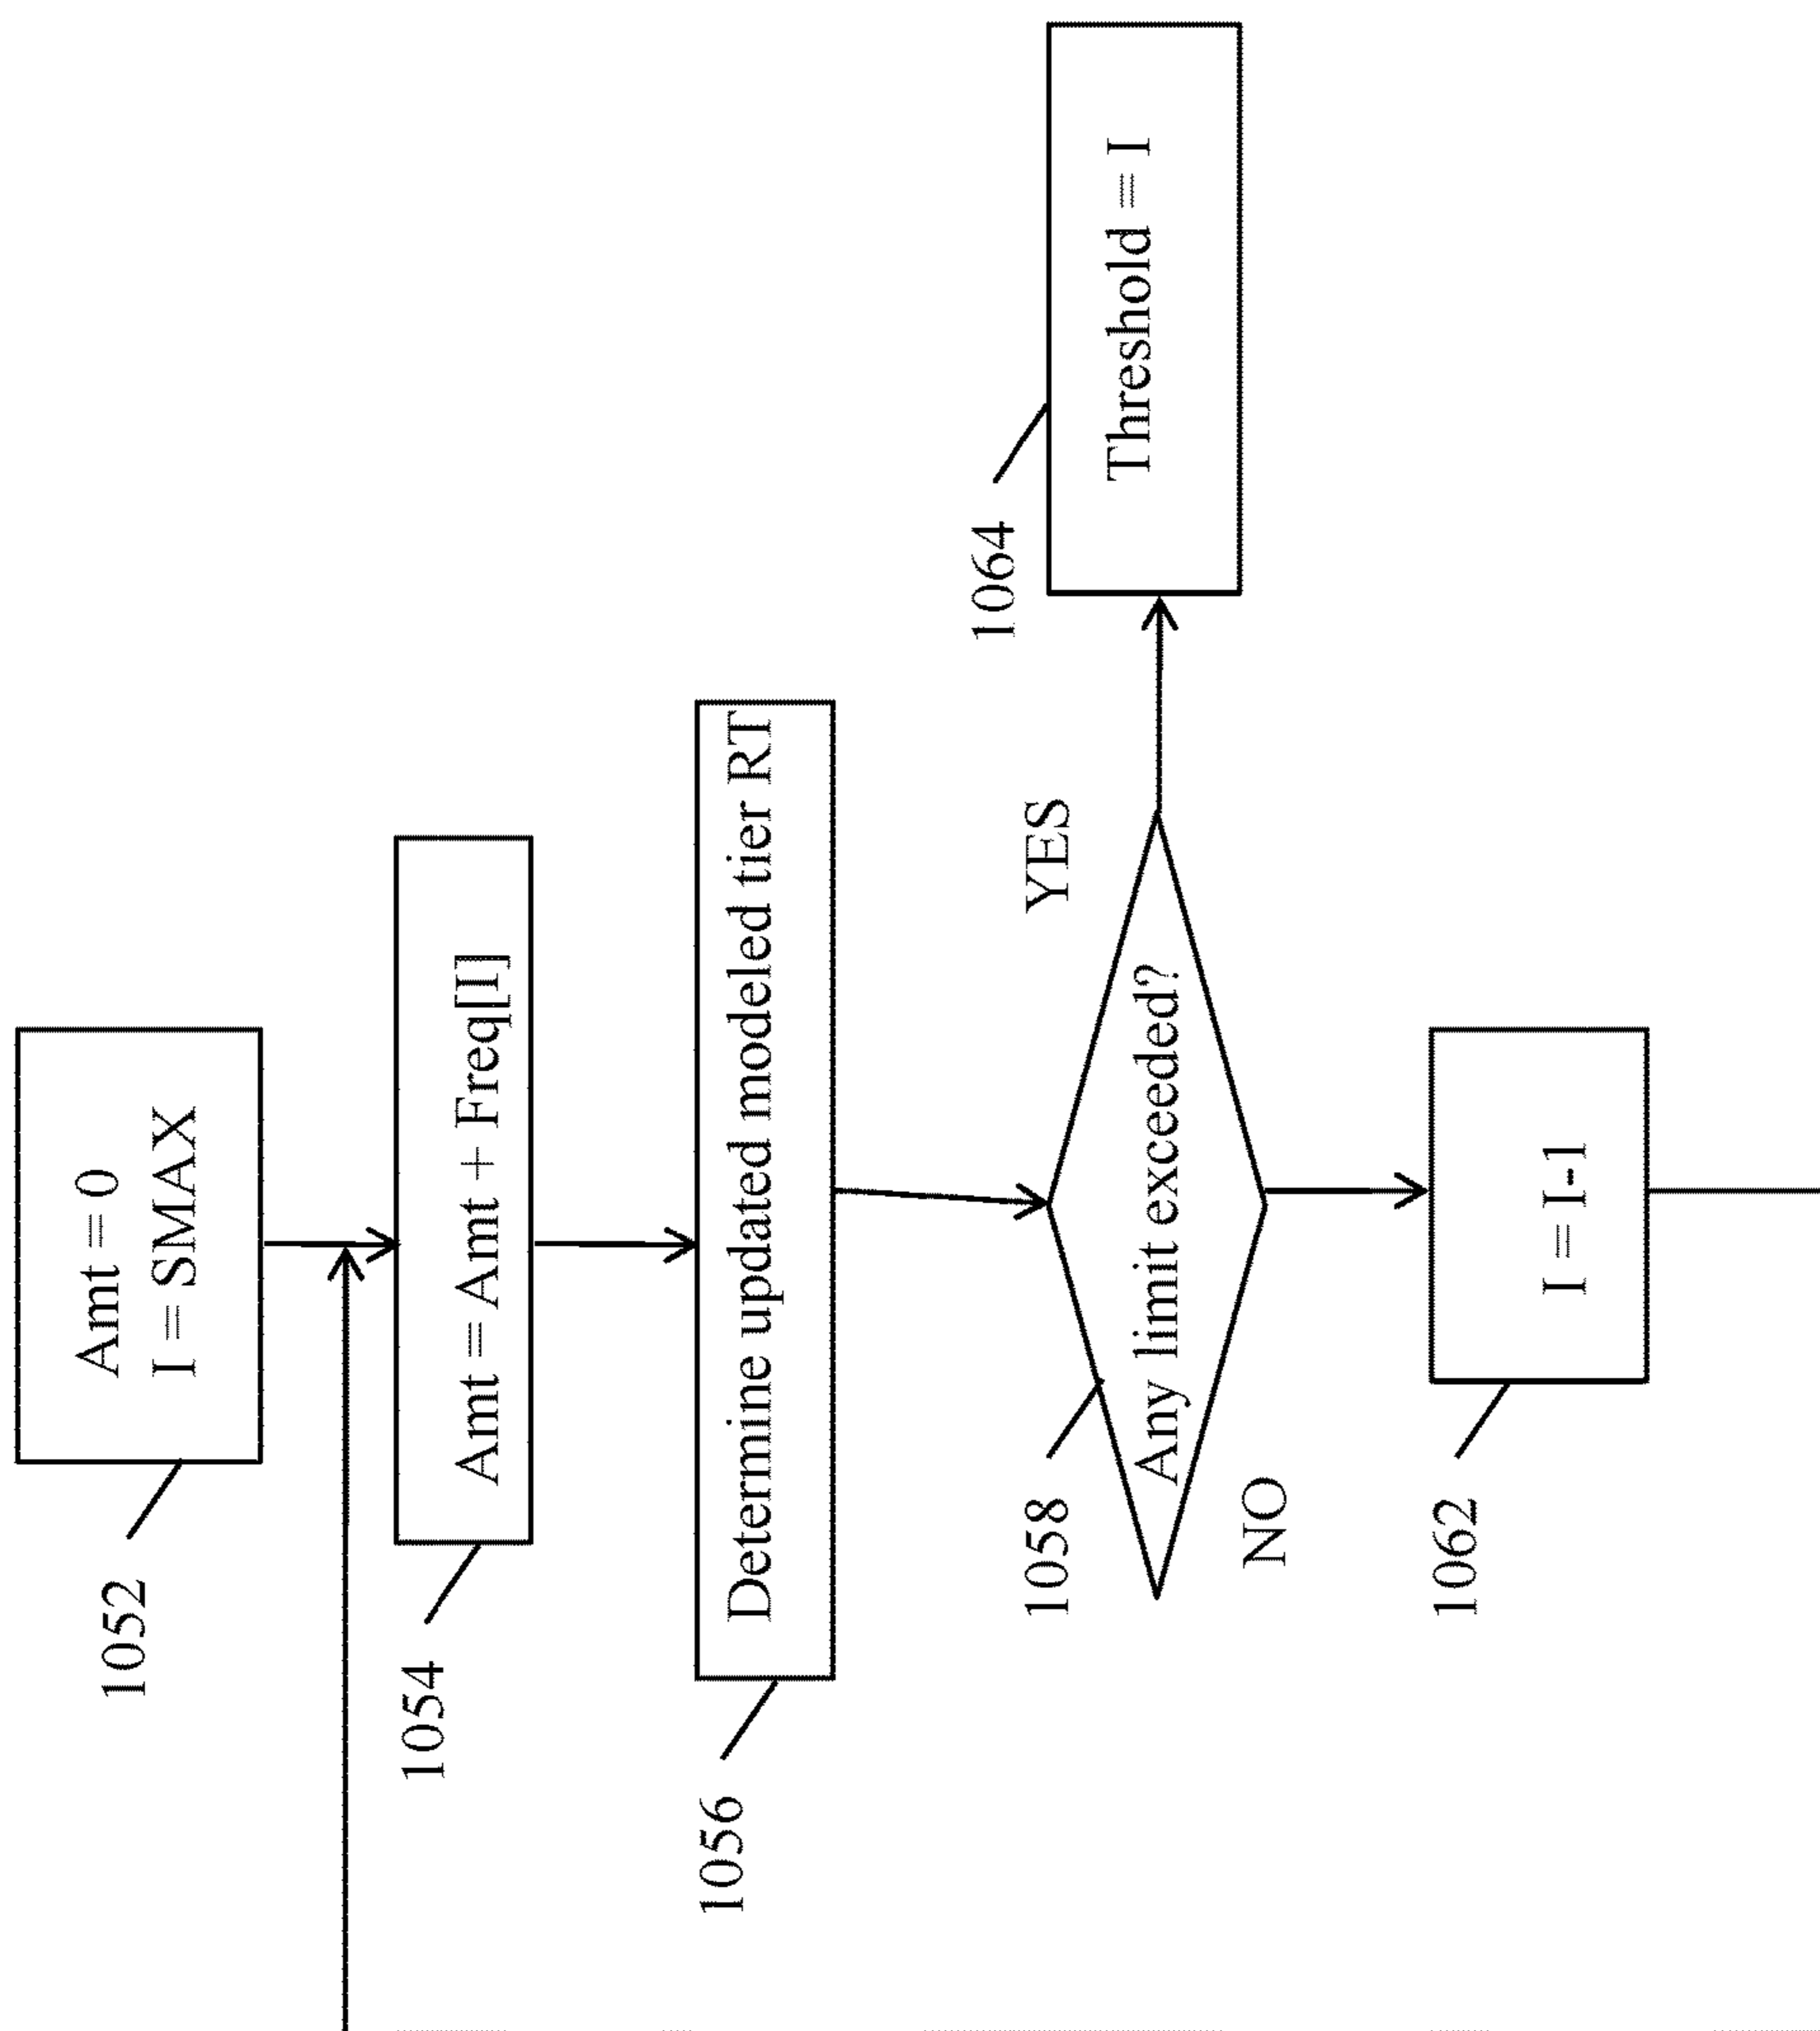 1052
Amt = 0
I = SMAX
1054
Amt = Amt + Freq[I]
1056
Determine updated modeled tier RT
1058
Any limit exceeded?
YES
NO
1064
Threshold = I
1062
I = I-1